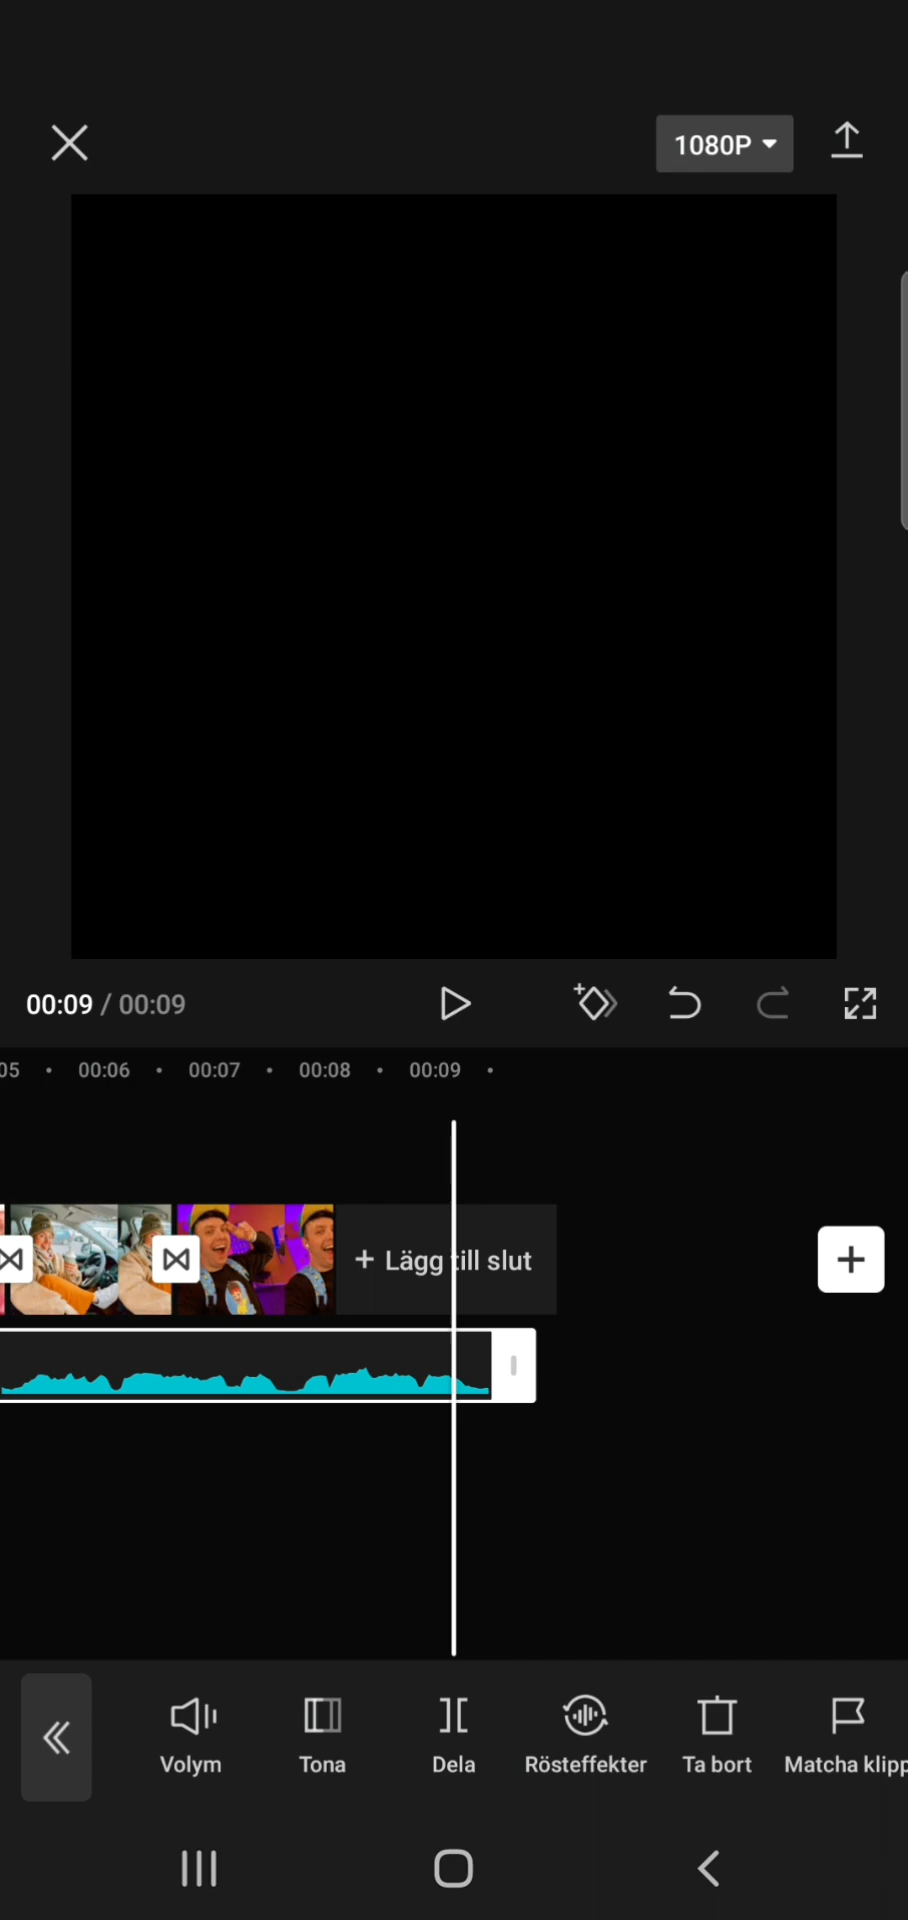 1080P
00:09 / 00:09
05 00:06 00:07 00:08 00:09
+ Lägg till slut
Volym
Tona
Dela
Rösteffekter
Ta bort
Matcha klipp